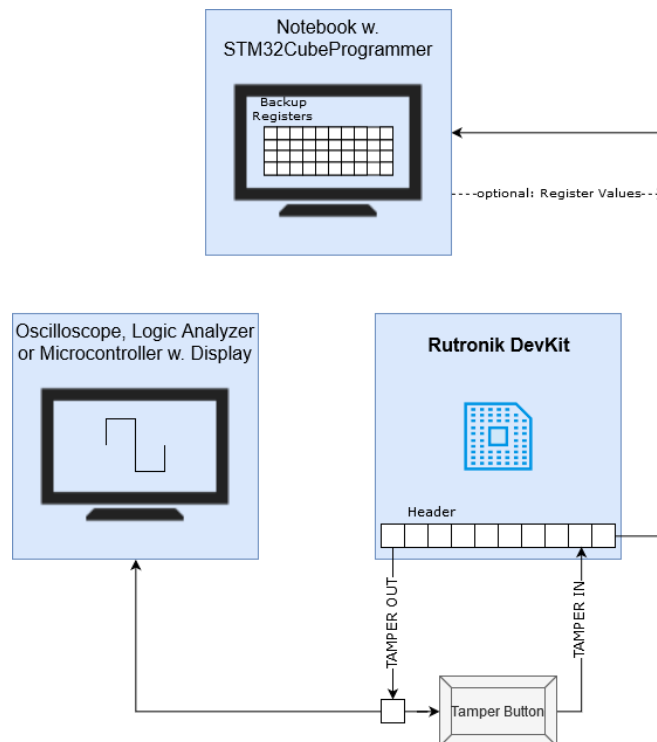 Notebook w.
STM32CubeProgrammer
Backup
Registers
optional: Register Values
Oscilloscope, Logic Analyzer
or Microcontroller w. Display
Rutronik DevKit
Header
TAMPER OUT
TAMPER IN
Tamper Button